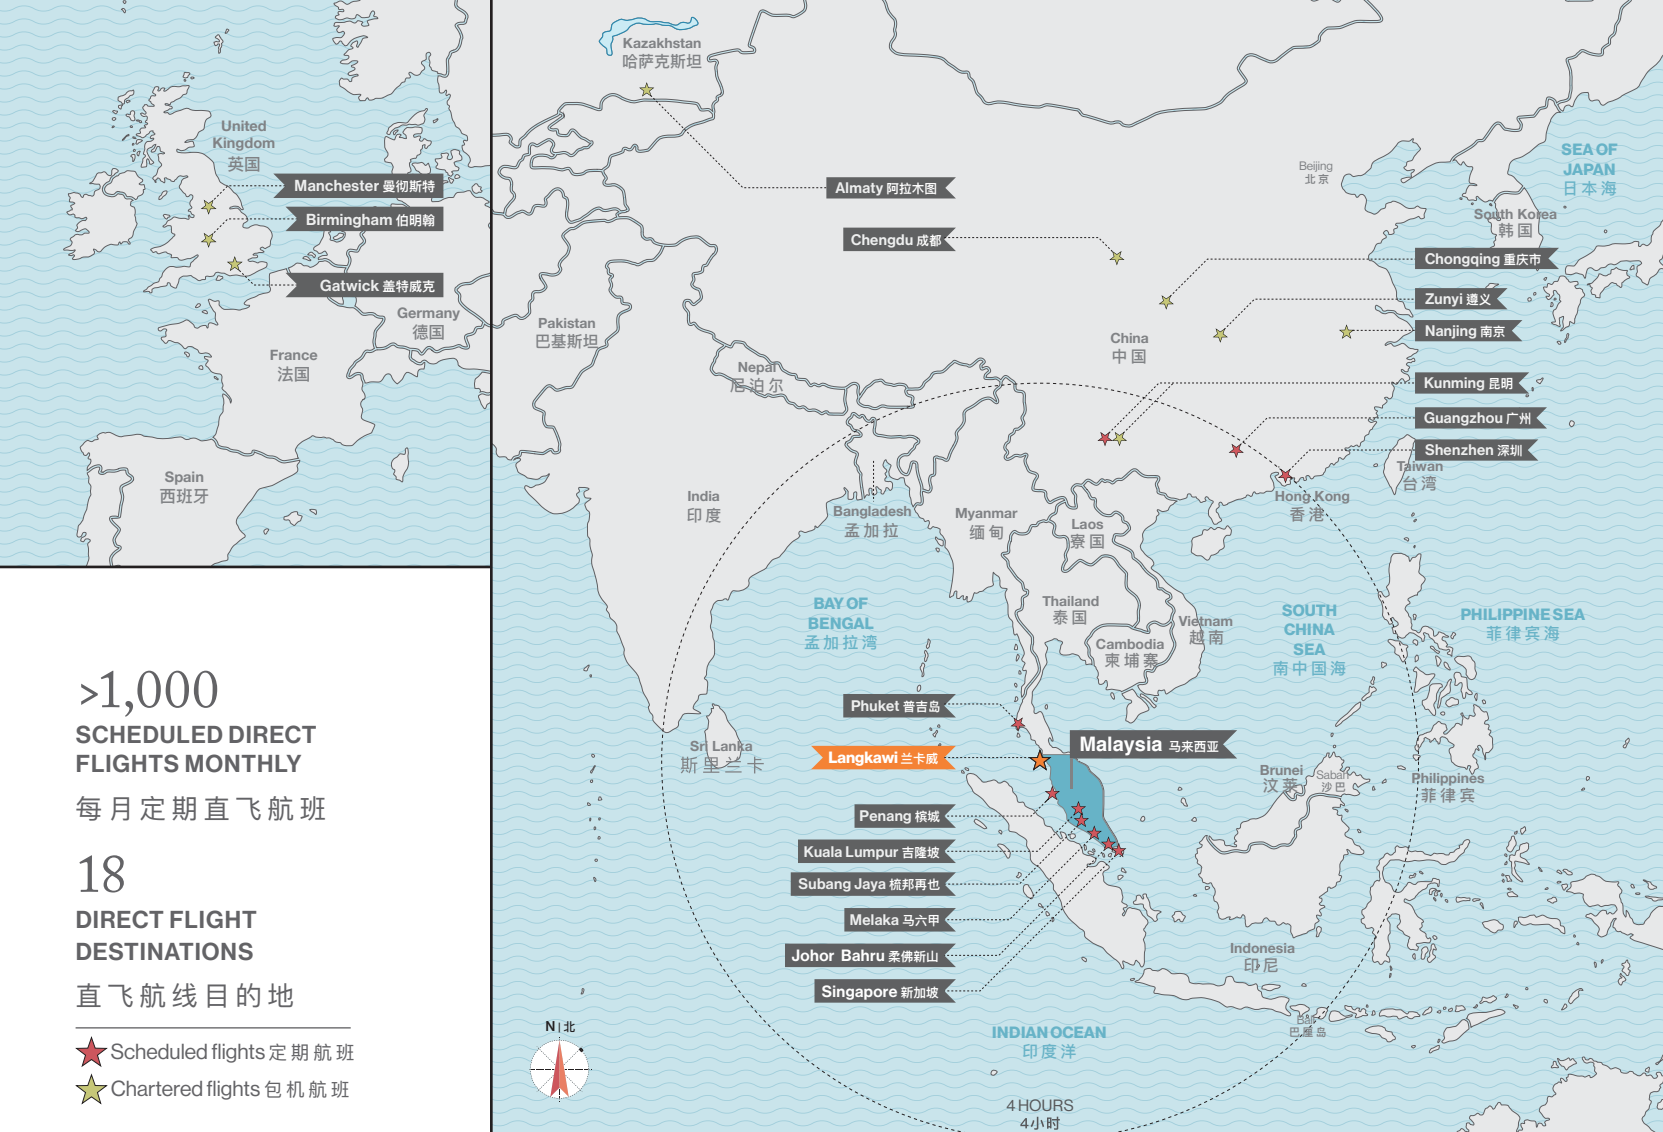 United
Kingdom
英国
Manchester 曼彻斯特
Birmingham 伯明翰
Gatwick 盖特威克
Germany
德国
France
法国
Spain
西班牙
Kazakhstan
哈萨克斯坦
Almaty 阿拉木图
Chengdu 成都
Beijing
北京
SEA OF
JAPAN
日本海
South Korea
韩国
Chongqing 重庆市
Zunyi 遵义
Nanjing 南京
Kunming 昆明
Guangzhou 广州
Shenzhen 深圳
Taiwan
台湾
Hong Kong
香港
China
中国
Pakistan
巴基斯坦
Nepal
尼泊尔
India
印度
Bangladesh
孟加拉
Myanmar
缅甸
Laos
寮国
Thailand
泰国
Cambodia
柬埔寨
Vietnam
越南
BAY OF
BENGAL
孟加拉湾
SOUTH
CHINA
SEA
南中国海
PHILIPPINE SEA
菲律宾海
Phuket 普吉岛
Langkawi 兰卡威
Malaysia 马来西亚
Sri Lanka
斯里兰卡
Brunei
汶莱
Sabah
沙巴
Philippines
菲律宾
Penang 槟城
Kuala Lumpur 吉隆坡
Subang Jaya 梳邦再也
Melaka 马六甲
Johor Bahru 柔佛新山
Singapore 新加坡
Indonesia
印尼
Bali
巴厘岛
INDIAN OCEAN
印度洋
4 HOURS
4小时
N | 北
>1,000
SCHEDULED DIRECT
FLIGHTS MONTHLY
每月定期直飞航班
18
DIRECT FLIGHT
DESTINATIONS
直飞航线目的地
Scheduled flights 定期航班
Chartered flights 包机航班